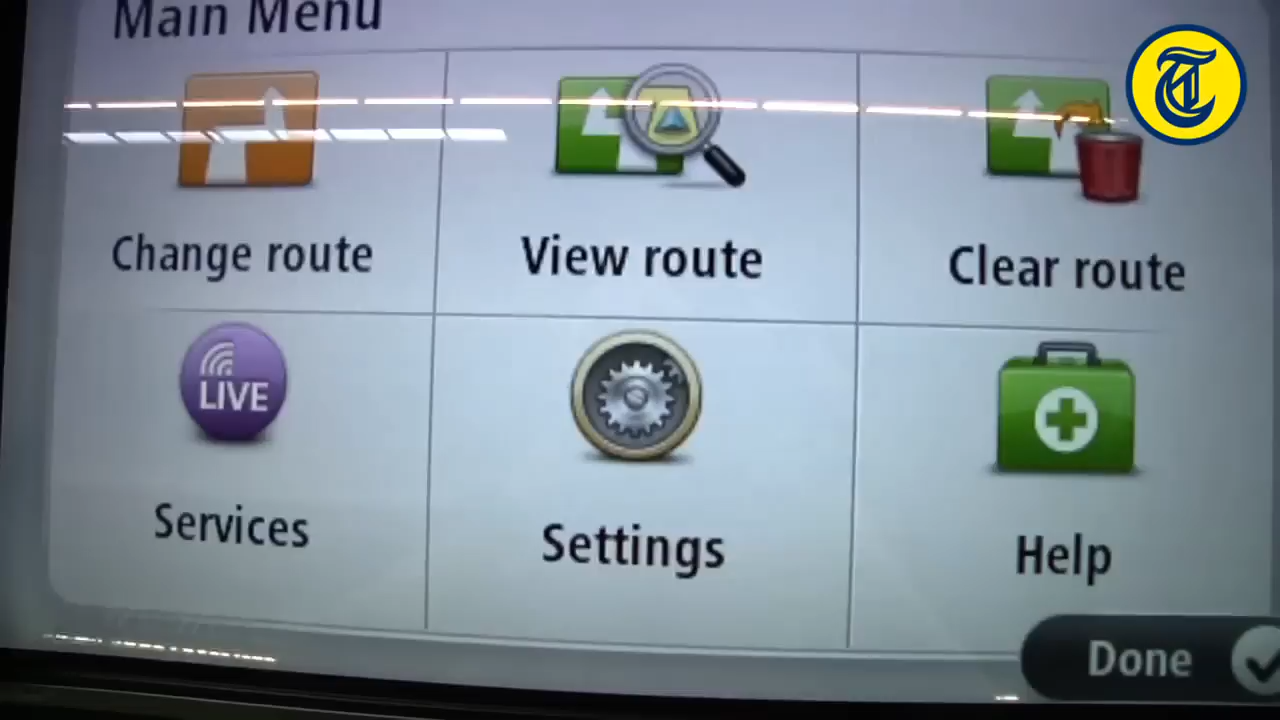 Main Menu
T
Change route
View route
Clear route
LIVE
Services
Settings
Help
Done